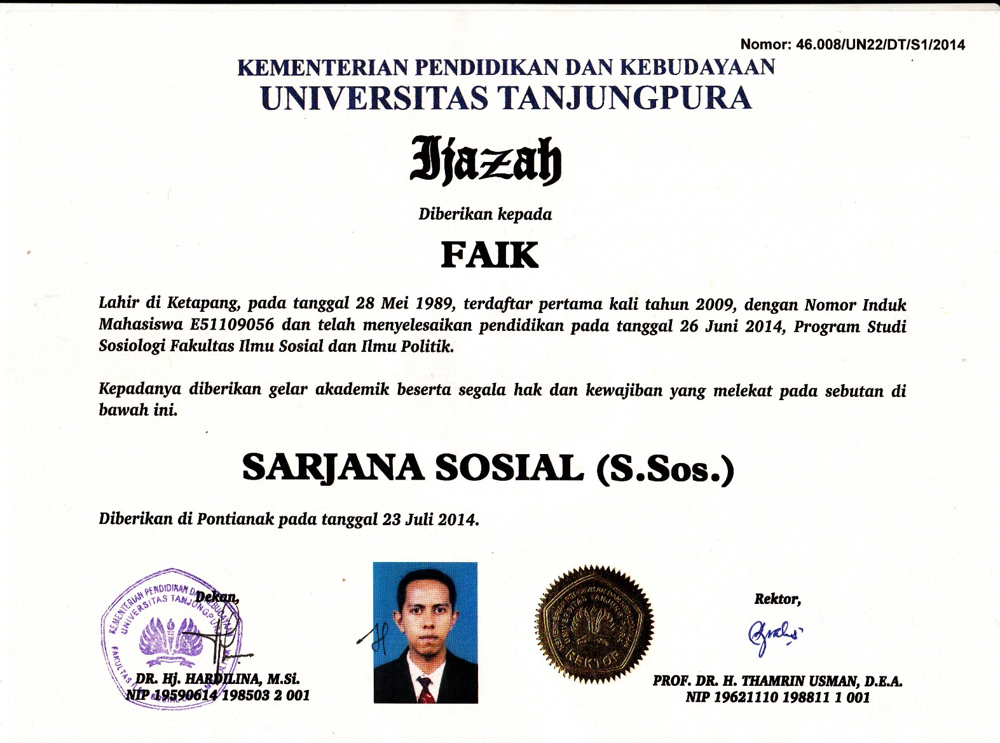 Nomor: 46.008/UN22/DT/S1/2014
KEMENTERIAN PENDIDIKAN DAN KEBUDAYAAN
UNIVERSITAS TANJUNGPURA
Ijazah
Diberikan kepada
FAIK
Lahir di Ketapang, pada tanggal 28 Mei 1989, terdaftar pertama kali tahun 2009, dengan Nomor Induk
Mahasiswa E51109056 dan telah menyelesaikan pendidikan pada tanggal 26 Juni 2014, Program Studi
Sosiologi Fakultas Ilmu Sosial dan Ilmu Politik.
Kepadanya diberikan gelar akademik beserta segala hak dan kewajiban yang melekat pada sebutan di
bawah ini.
SARJANA SOSIAL (S.Sos.)
Diberikan di Pontianak pada tanggal 23 Juli 2014.
Dekan,
KEMENTERIAN PENDIDIKAN DAN KEBUDAYAAN
UNIVERSITAS TANJUNGPURA
FAKULTAS
DR. Hj. HARDILINA, M.Si.
NIP 19590614 198503 2 001
UNIVERSITAS TANJUNGPURA
REKTOR
Rektor,
PROF. DR. H. THAMRIN USMAN, D.E.A.
NIP 19621110 198811 1 001